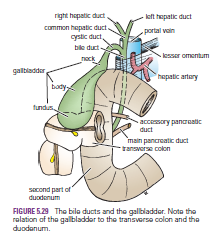 right hepatic duct
left hepatic duct
common hepatic duct
portal vein
cystic duct
bile duct
neck
lesser omentum
gallbladder
hepatic artery
body
fundus
accessory pancreatic
duct
main pancreatic duct
transverse colon
second part of
duodenum
FIGURE 5.29 The bile ducts and the gallbladder. Note the
relation of the gallbladder to the transverse colon and the
duodenum.